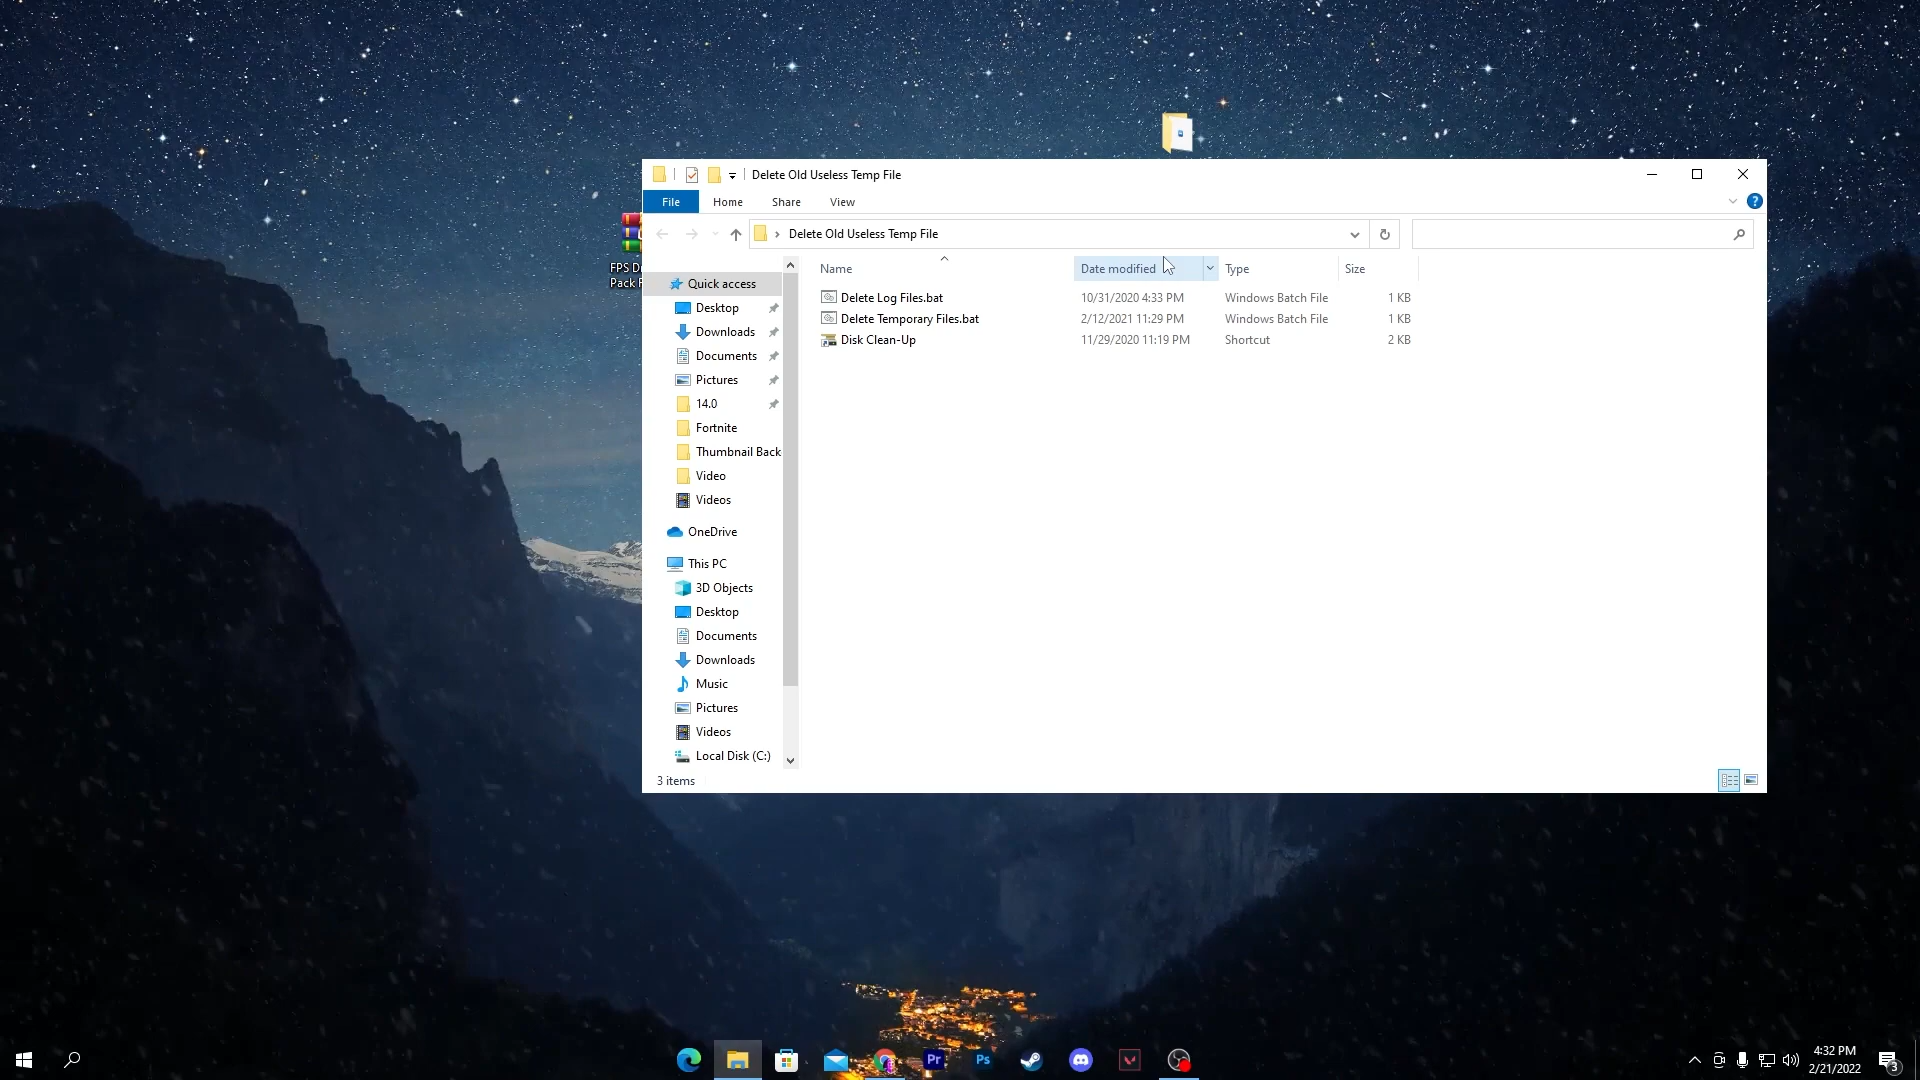 Delete Old Useless Temp File
File Home Share View
Delete Old Useless Temp File
Name Date modified Type Size
Delete Log Files.bat 10/31/2020 4:33 PM Windows Batch File 1 KB
Delete Temporary Files.bat 2/12/2021 11:29 PM Windows Batch File 1 KB
Disk Clean-Up 11/29/2020 11:19 PM Shortcut 2 KB
Quick access
Desktop
Downloads
Documents
Pictures
14.0
Fortnite
Thumbnail Back
Video
Videos
OneDrive
This PC
3D Objects
Desktop
Documents
Downloads
Music
Pictures
Videos
Local Disk (C:)
3 items
FPS
Pack
Pr
Ps
4:32 PM
2/21/2022
3